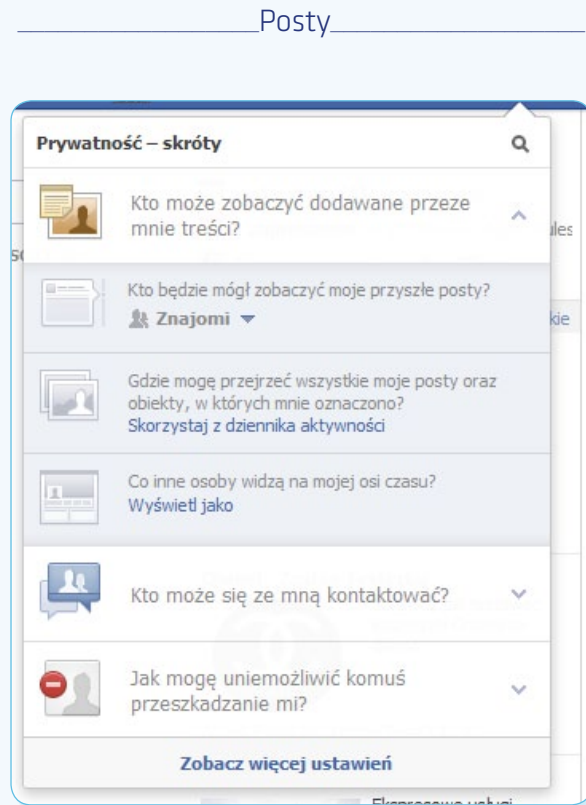 Posty
Prywatność – skróty
Kto może zobaczyć dodawane przeze
mnie treści?
Kto będzie mógł zobaczyć moje przyszłe posty?
Znajomi
Gdzie mogę przejrzeć wszystkie moje posty oraz
obiekty, w których mnie oznaczono?
Skorzystaj z dziennika aktywności
Co inne osoby widzą na mojej osi czasu?
Wyświetl jako
Kto może się ze mną kontaktować?
Jak mogę uniemożliwić komuś
przeszkadzanie mi?
Zobacz więcej ustawień